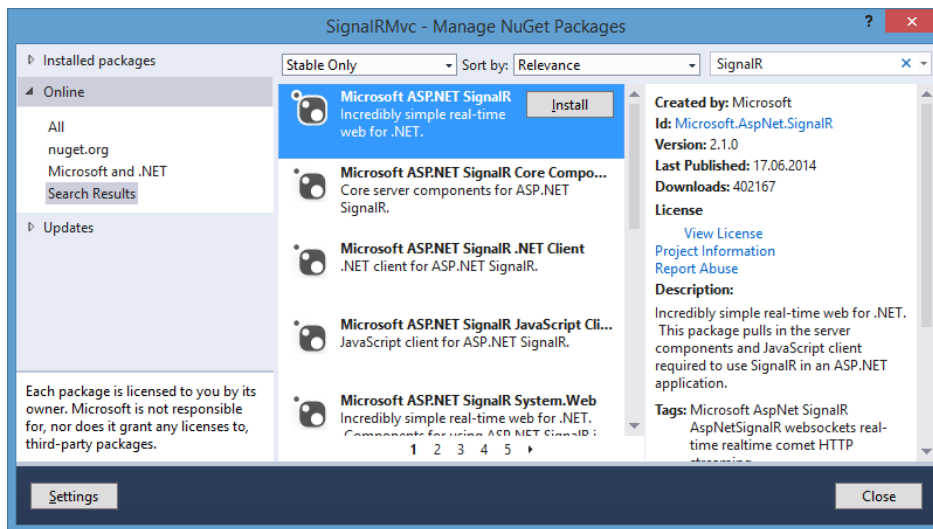 SignalRMvc - Manage NuGet Packages
?
Installed packages
Online
All
nuget.org
Microsoft and .NET
Search Results
Updates
Each package is licensed to you by its
owner. Microsoft is not responsible
for, nor does it grant any licenses to,
third-party packages.
Stable Only
Sort by: Relevance
SignalR
Microsoft ASP.NET SignalR
Incredibly simple real-time
web for .NET.
Install
Microsoft ASP.NET SignalR Core Compo...
Core server components for ASP.NET
SignalR.
Microsoft ASP.NET SignalR .NET Client
.NET client for ASP.NET SignalR.
Microsoft ASP.NET SignalR JavaScript Cli...
JavaScript client for ASP.NET SignalR.
Microsoft ASP.NET SignalR System.Web
Incredibly simple real-time web for .NET.
Components for using ASP.NET SignalR i
1 2 3 4 5
Created by: Microsoft
Id: Microsoft.AspNet.SignalR
Version: 2.1.0
Last Published: 17.06.2014
Downloads: 402167
License
View License
Project Information
Report Abuse
Description:
Incredibly simple real-time web for .NET.
This package pulls in the server
components and JavaScript client
required to use SignalR in an ASP.NET
application.
Tags: Microsoft AspNet SignalR
AspNetSignalR websockets real-
time realtime comet HTTP
Settings
Close